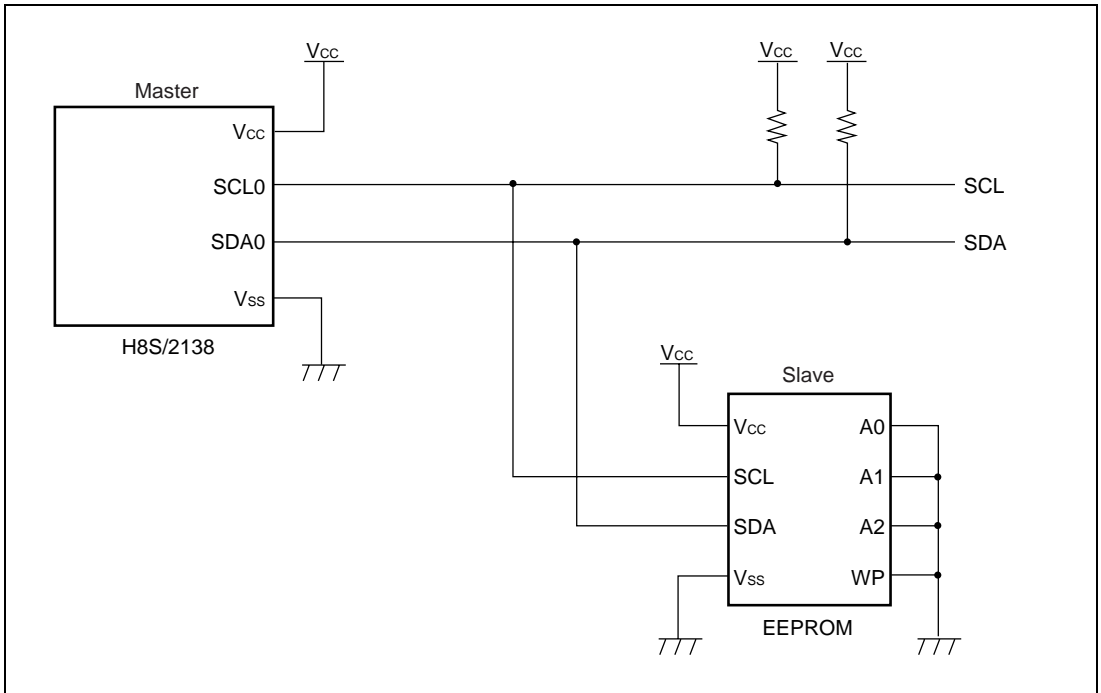 Vcc
Vcc
Vcc
Master
Vcc
SCL0
SCL
SDA0
SDA
Vss
H8S/2138
Vcc
Slave
Vcc
A0
SCL
A1
SDA
A2
Vss
WP
EEPROM